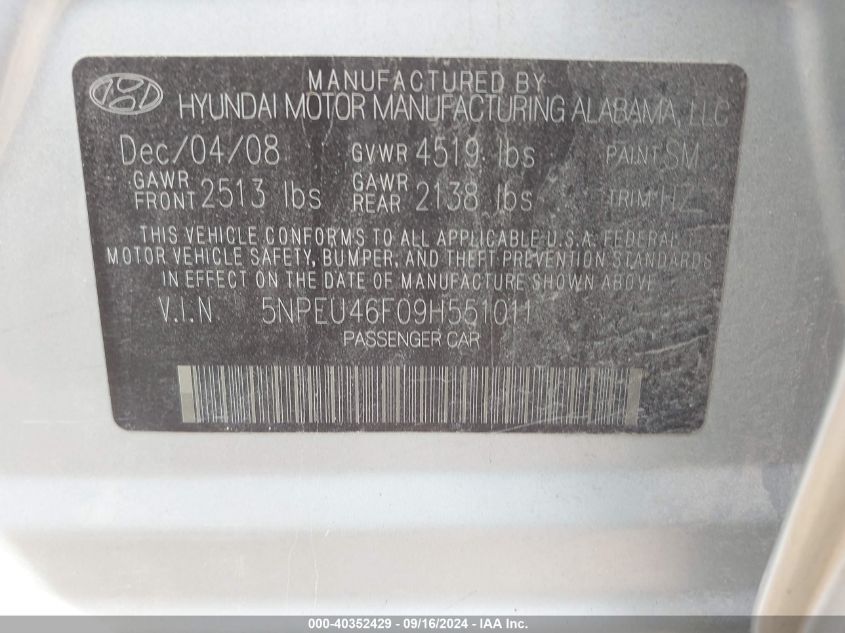 MANUFACTURED BY
HYUNDAI MOTOR MANUFACTURING ALABAMA, LLC
Dec/04/08 GVWR 4519 lbs PAINT:SM
GAWR FRONT 2513 lbs GAWR REAR 2138 lbs TRIM:HZ
THIS VEHICLE CONFORMS TO ALL APPLICABLE U.S.A. FEDERAL
MOTOR VEHICLE SAFETY, BUMPER, AND THEFT PREVENTION STANDARDS
IN EFFECT ON THE DATE OF MANUFACTURE SHOWN ABOVE
V.I.N 5NPEU46F09H551011
PASSENGER CAR
000-40352429 - 09/16/2024 - IAA Inc.